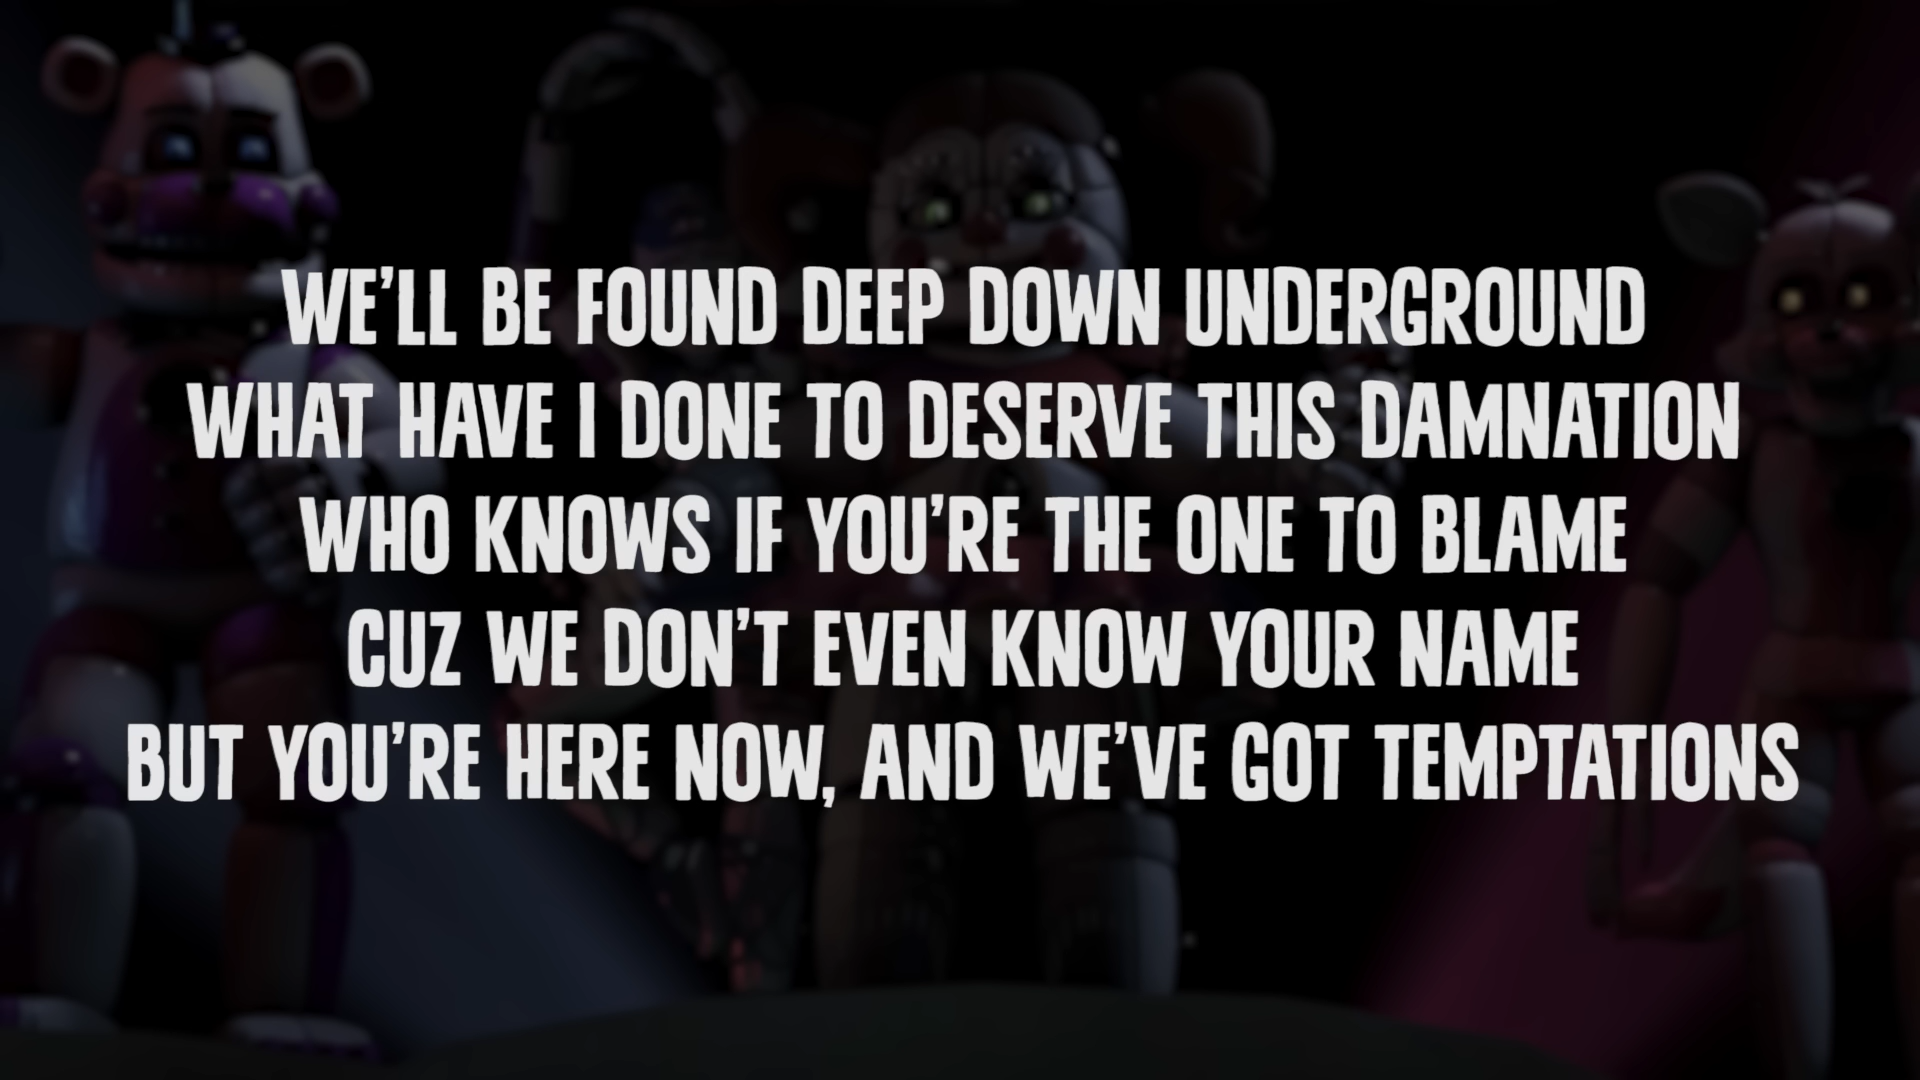 WE'LL BE FOUND DEEP DOWN UNDERGROUND
WHAT HAVE I DONE TO DESERVE THIS DAMNATION
WHO KNOWS IF YOU'RE THE ONE TO BLAME
CUZ WE DON'T EVEN KNOW YOUR NAME
BUT YOU'RE HERE NOW, AND WE'VE GOT TEMPTATIONS